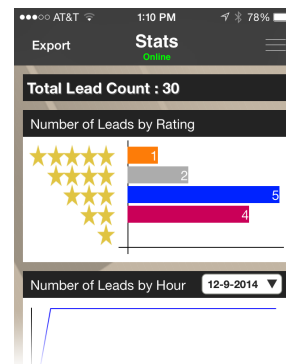 AT&T 1:10 PM 78%
Export Stats
Online
Total Lead Count : 30
Number of Leads by Rating
1
2
5
4
Number of Leads by Hour 12-9-2014 ▼